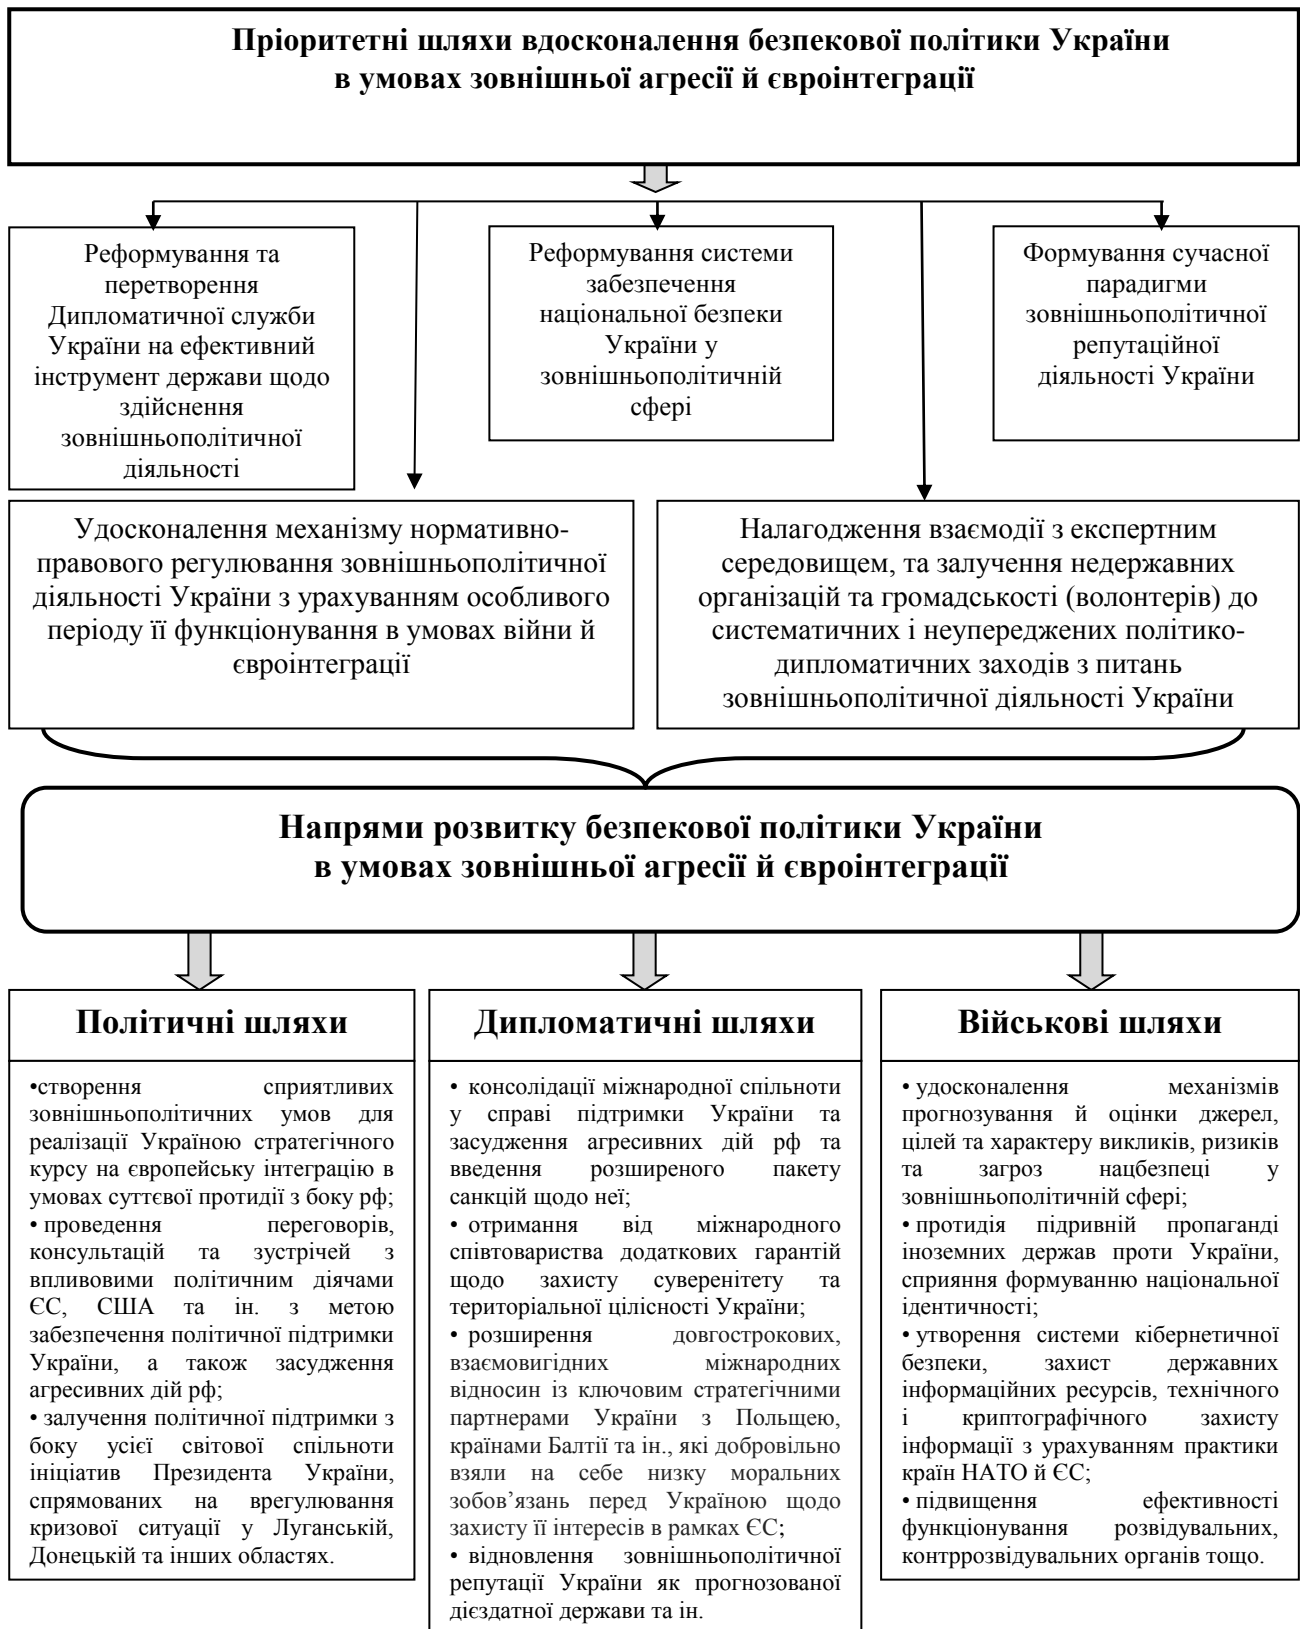 Пріоритетні шляхи вдосконалення безпекової політики України
в умовах зовнішньої агресії й євроінтеграції
Реформування та
перетворення
Дипломатичної служби
України на ефективний
інструмент держави щодо
здійснення
зовнішньополітичної
діяльності
Реформування системи
забезпечення
національної безпеки
України у
зовнішньополітичній
сфері
Формування сучасної
парадигми
зовнішньополітичної
репутаційної
діяльності України
Удосконалення механізму нормативно-
правового регулювання зовнішньополітичної
діяльності України з урахуванням особливого
періоду її функціонування в умовах війни й
євроінтеграції
Налагодження взаємодії з експертним
середовищем, та залучення недержавних
організацій та громадськості (волонтерів) до
систематичних і неупереджених політико-
дипломатичних заходів з питань
зовнішньополітичної діяльності України
Напрями розвитку безпекової політики України
в умовах зовнішньої агресії й євроінтеграції
Політичні шляхи
•створення сприятливих
зовнішньополітичних умов для
реалізації Україною стратегічного
курсу на європейську інтеграцію в
умовах суттєвої протидії з боку рф;
• проведення переговорів,
консультацій та зустрічей з
впливовими політичним діячами
ЄС, США та ін. з метою
забезпечення політичної підтримки
України, а також засудження
агресивних дій рф;
• залучення політичної підтримки з
боку усієї світової спільноти
ініціатив Президента України,
спрямованих на врегулювання
кризової ситуації у Луганській,
Донецькій та інших областях.
Дипломатичні шляхи
• консолідації міжнародної спільноти
у справі підтримки України та
засудження агресивних дій рф та
введення розширеного пакету
санкцій щодо неї;
• отримання від міжнародного
співтовариства додаткових гарантій
щодо захисту суверенітету та
територіальної цілісності України;
• розширення довгострокових,
взаємовигідних міжнародних
відносин із ключовим стратегічними
партнерами України з Польщею,
країнами Балтії та ін., які добровільно
взяли на себе низку моральних
зобов’язань перед Україною щодо
захисту її інтересів в рамках ЄС;
• відновлення зовнішньополітичної
репутації України як прогнозованої
дієздатної держави та ін.
Військові шляхи
• удосконалення механізмів
прогнозування й оцінки джерел,
цілей та характеру викликів, ризиків
та загроз нацбезпеці у
зовнішньополітичній сфері;
• протидія підривній пропаганді
іноземних держав проти України,
сприяння формуванню національної
ідентичності;
• утворення системи кібернетичної
безпеки, захист державних
інформаційних ресурсів, технічного
і криптографічного захисту
інформації з урахуванням практики
країн НАТО й ЄС;
• підвищення ефективності
функціонування розвідувальних,
контррозвідувальних органів тощо.